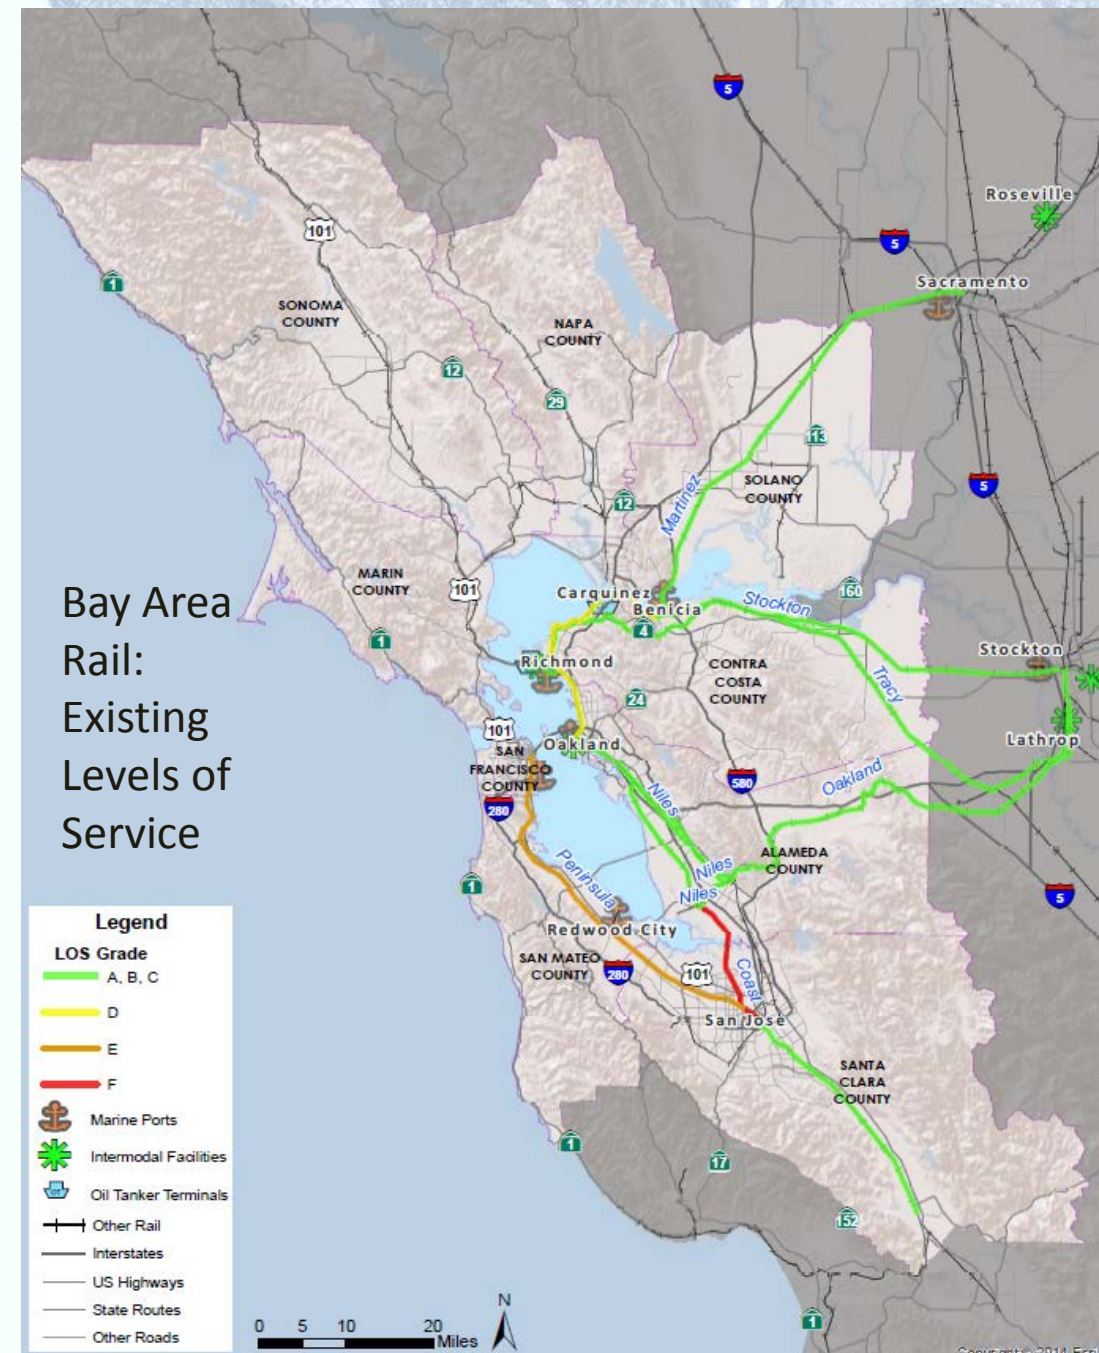 Bay Area
Rail:
Existing
Levels of
Service
5
Roseville
5
101
Sacramento
1
SONOMA
COUNTY
NAPA
COUNTY
12
29
113
5
SOLANO
COUNTY
Martinez
12
MARIN
COUNTY
101
Carquinez
Benicia
160
Stockton
4
1
Stockton
Richmond
CONTRA
COSTA
COUNTY
Tracy
24
101
Oakland
Lathrop
SAN
FRANCISCO
COUNTY
580
Oakland
280
Niles
ALAMEDA
COUNTY
Niles
Niles
1
Peninsula
5
Redwood City
SAN MATEO
COUNTY
280
101
Coast
San Jose
SANTA
CLARA
COUNTY
1
17
152
1
Legend
LOS Grade
A, B, C
D
E
F
Marine Ports
Intermodal Facilities
OT
Oil Tanker Terminals
Other Rail
Interstates
US Highways
State Routes
Other Roads
0 5 10 20
Miles
N